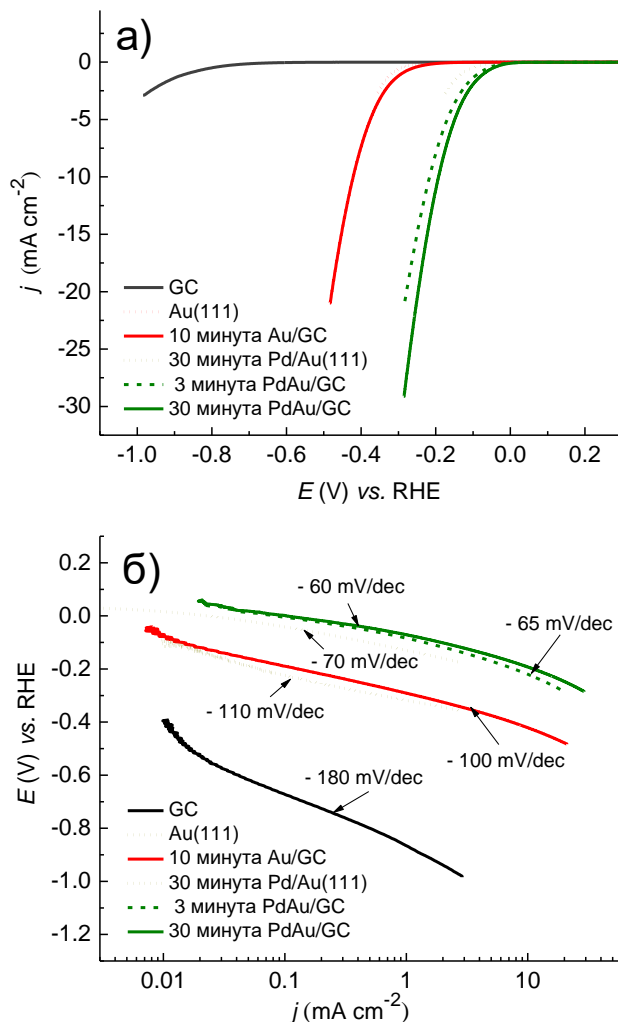 а)
0
-5
-10
-15
-20
-25
-30
j (mA cm-2)
GC
Au(111)
10 минута Au/GC
30 минута Pd/Au(111)
3 минута PdAu/GC
30 минута PdAu/GC
-1.0 -0.8 -0.6 -0.4 -0.2 0.0 0.2
E (V) vs. RHE
б)
0.2
0.0
-0.2
-0.4
-0.6
-0.8
-1.0
-1.2
E (V) vs. RHE
- 60 mV/dec
- 65 mV/dec
- 70 mV/dec
- 110 mV/dec
- 100 mV/dec
- 180 mV/dec
GC
Au(111)
10 минута Au/GC
30 минута Pd/Au(111)
3 минута PdAu/GC
30 минута PdAu/GC
0.01 0.1 1 10
j (mA cm-2)